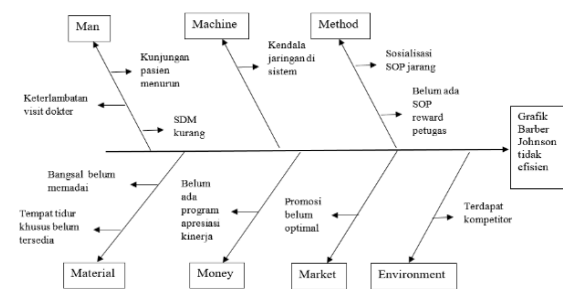 Man
Machine
Method
Kunjungan
pasien
menurun
Keterlambatan
visit dokter
SDM
kurang
Kendala
jaringan di
sistem
Sosialisasi
SOP jarang
Belum ada
SOP
reward
petugas
Grafik
Barber
Johnson
tidak
efisien
Bangsal belum
memadai
Tempat tidur
khusus belum
tersedia
Belum
ada
program
apresiasi
kinerja
Promosi
belum
optimal
Terdapat
kompetitor
Material
Money
Market
Environment